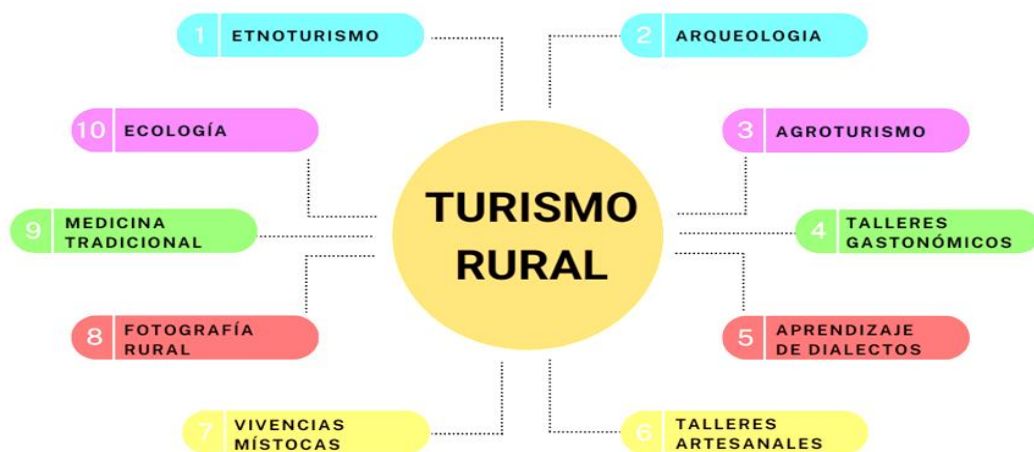 1 ETNOTURISMO
2 ARQUEOLOGIA
10 ECOLOGÍA
3 AGROTURISMO
TURISMO
RURAL
9 MEDICINA
TRADICIONAL
4 TALLERES
GASTONÓMICOS
8 FOTOGRAFÍA
RURAL
5 APRENDIZAJE
DE DIALECTOS
7 VIVENCIAS
MÍSTOCAS
6 TALLERES
ARTESANALES